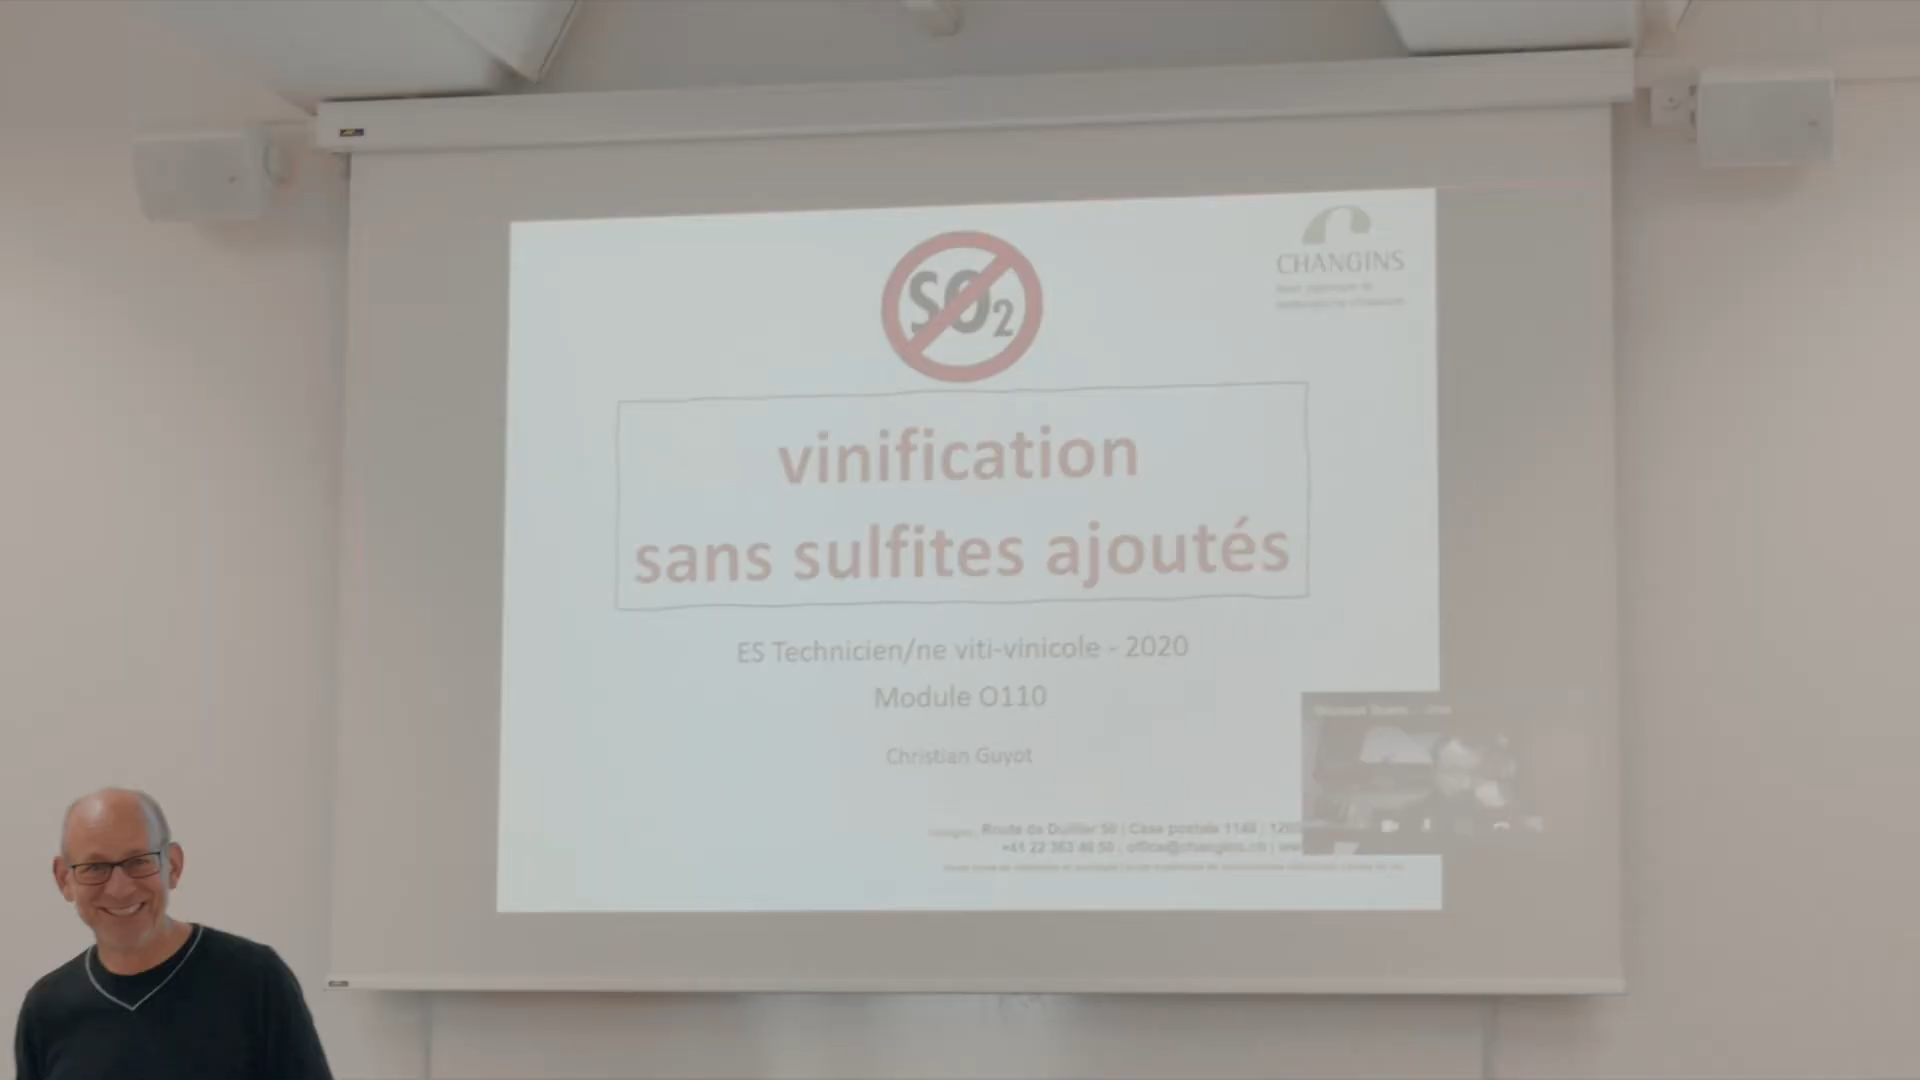 SO2
CHANGINS
vinification
sans sulfites ajoutés
ES Technicien/ne viti-vinicole - 2020
Module O110
Christian Guyot
Route de Duillier 50 | Case postale 1148
+41 22 363 40 50 | office@changins.ch